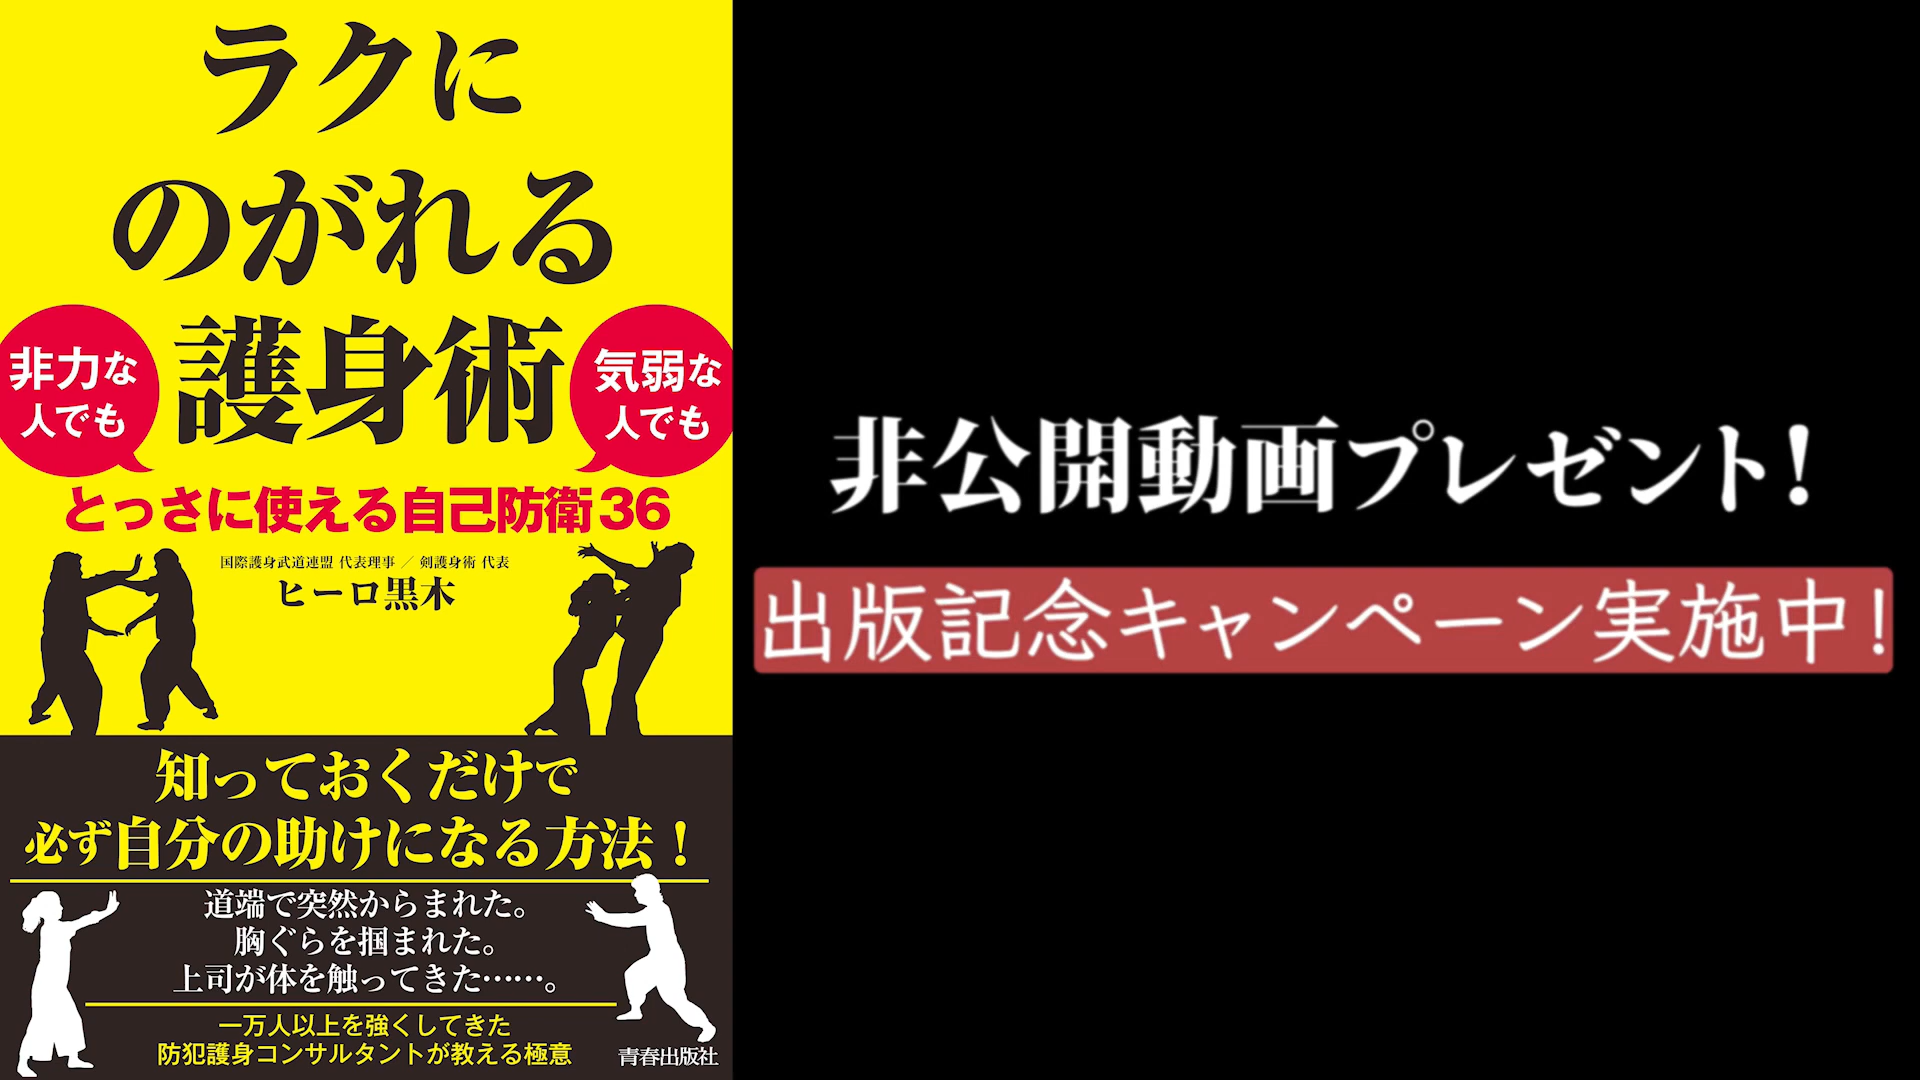 ラクに
のがれる
護身術
非力な
人でも
気弱な
人でも
とっさに使える自己防衛36
国際護身武道連盟 代表理事 ／ 剣護身術 代表
ヒーロ黒木
知っておくだけで
必ず自分の助けになる方法！
道端で突然からまれた。
胸ぐらを掴まれた。
上司が体を触ってきた……。
一万人以上を強くしてきた
防犯護身コンサルタントが教える極意
青春出版社
非公開動画プレゼント！
出版記念キャンペーン実施中！